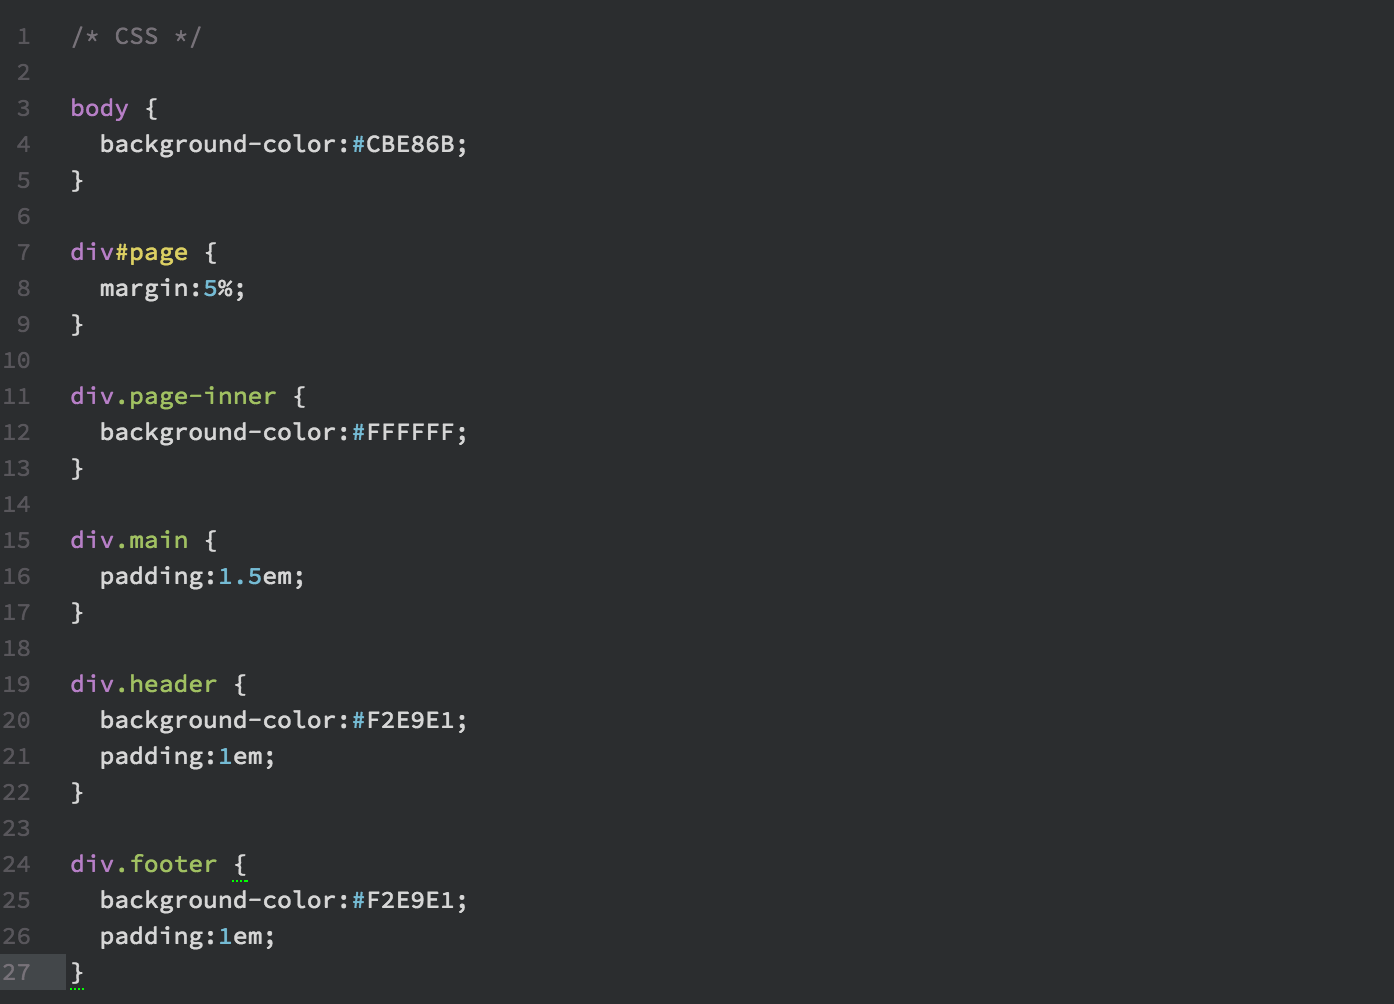 1 /* CSS */
2
3 body {
4   background-color:#CBE86B;
5 }
6
7 div#page {
8   margin:5%;
9 }
10
11 div.page-inner {
12   background-color:#FFFFFF;
13 }
14
15 div.main {
16   padding:1.5em;
17 }
18
19 div.header {
20   background-color:#F2E9E1;
21   padding:1em;
22 }
23
24 div.footer {
25   background-color:#F2E9E1;
26   padding:1em;
27 }